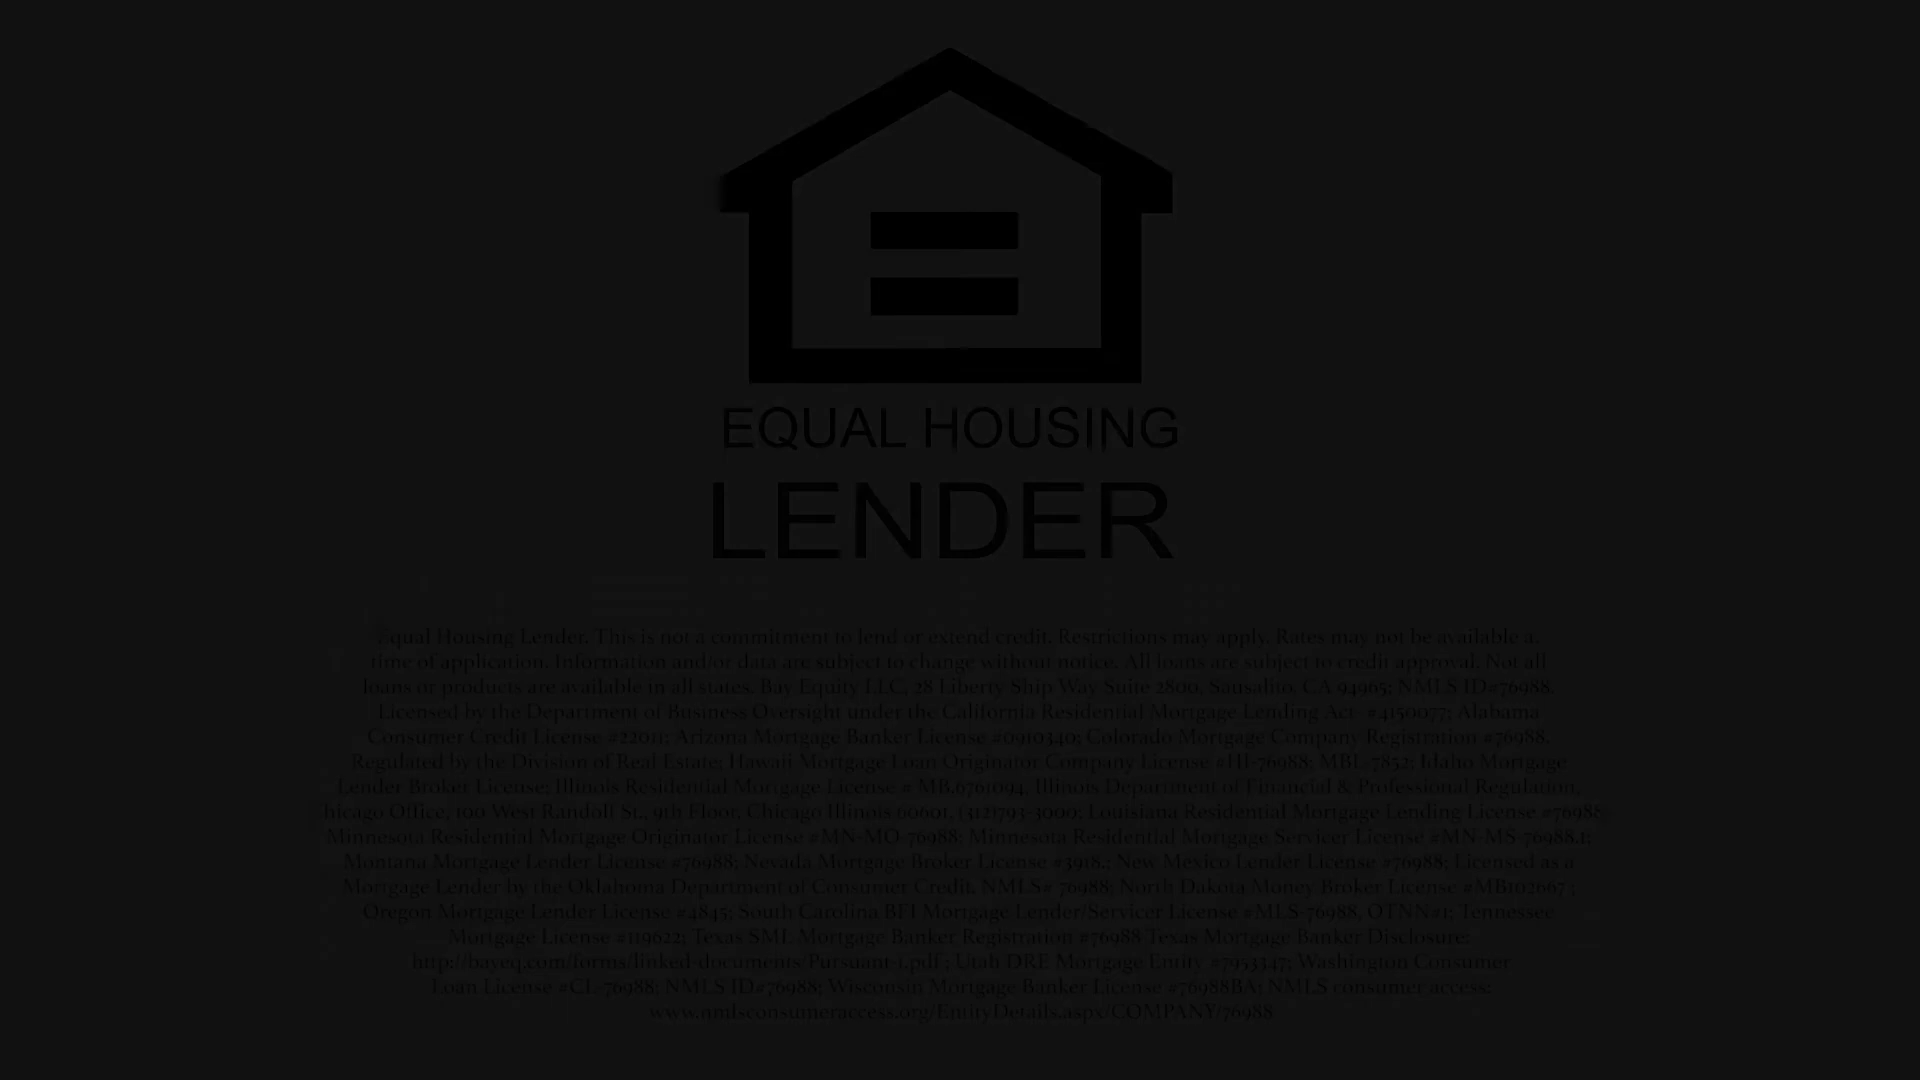 EQUAL HOUSING
LENDER
Equal Housing Lender. This is not a commitment to lend or extend credit. Restrictions may apply. Rates may not be available a
time of application. Information and/or data are subject to change without notice. All loans are subject to credit approval. Not all
loans or products are available in all states. Bay Equity LLC, 28 Liberty Ship Way Suite 2800, Sausalito, CA 94965; NMLS ID#76988.
Licensed by the Department of Business Oversight under the California Residential Mortgage Lending Act #4150077; Alabama
Consumer Credit License #22011; Arizona Mortgage Banker License #0910340; Colorado Mortgage Company Registration #76988,
Regulated by the Division of Real Estate; Hawaii Mortgage Loan Originator Company License #HI-76988; MBL-7852; Idaho Mortgage
Lender Broker License; Illinois Residential Mortgage License # MB.6761094, Illinois Department of Financial & Professional Regulation,
hicago Office, 100 West Randolf St., 9th Floor, Chicago Illinois 60601, (312)793-3000; Louisiana Residential Mortgage Lending License #76988;
Minnesota Residential Mortgage Originator License #MN-MO-76988; Minnesota Residential Mortgage Servicer License #MN-MS-76988.1;
Montana Mortgage Lender License #76988; Nevada Mortgage Broker License #3918.; New Mexico Lender License #76988; Licensed as a
Mortgage Lender by the Oklahoma Department of Consumer Credit, NMLS# 76988; North Dakota Money Broker License #MB102667 ;
Oregon Mortgage Lender License #4845; South Carolina BFI Mortgage Lender/Servicer License #MLS-76988, OTNN#1; Tennessee
Mortgage License #119622; Texas SML Mortgage Banker Registration #76988 Texas Mortgage Banker Disclosure:
http://bayeq.com/forms/linked-documents/Pursuant-1.pdf ; Utah DRE Mortgage Entity #7953347; Washington Consumer
Loan License #CL-76988; NMLS ID#76988; Wisconsin Mortgage Banker License #76988BA; NMLS consumer access:
www.nmlsconsumeraccess.org/EntityDetails.aspx/COMPANY/76988